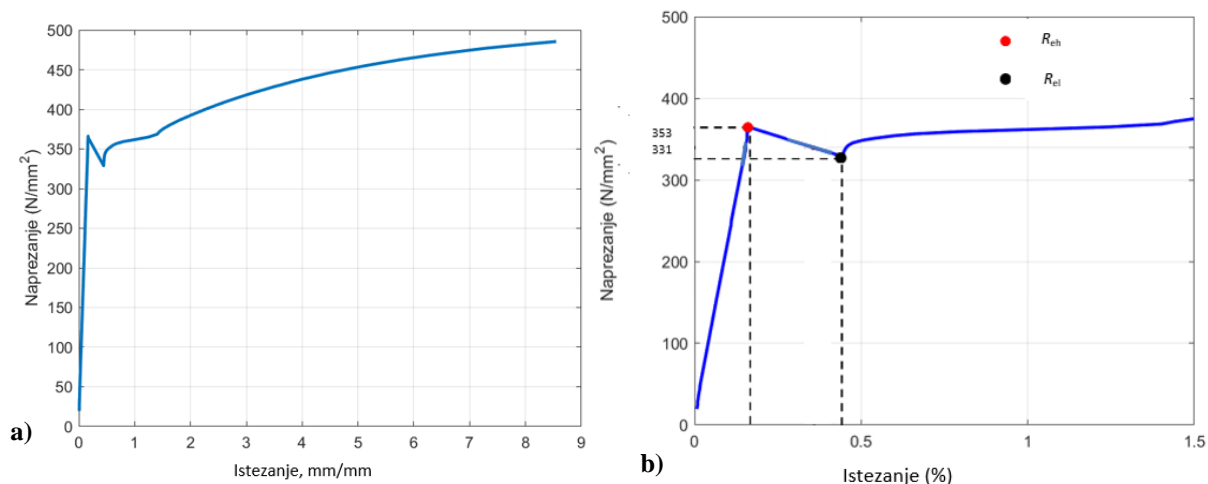 500
450
400
350
300
250
200
150
100
50
0
Naprezanje (N/mm²)
0 1 2 3 4 5 6 7 8 9
Istezanje, mm/mm
a)
500
400
353
331
300
200
100
0
Naprezanje (N/mm²)
Reh
Rel
0 0.5 1 1.5
Istezanje (%)
b)